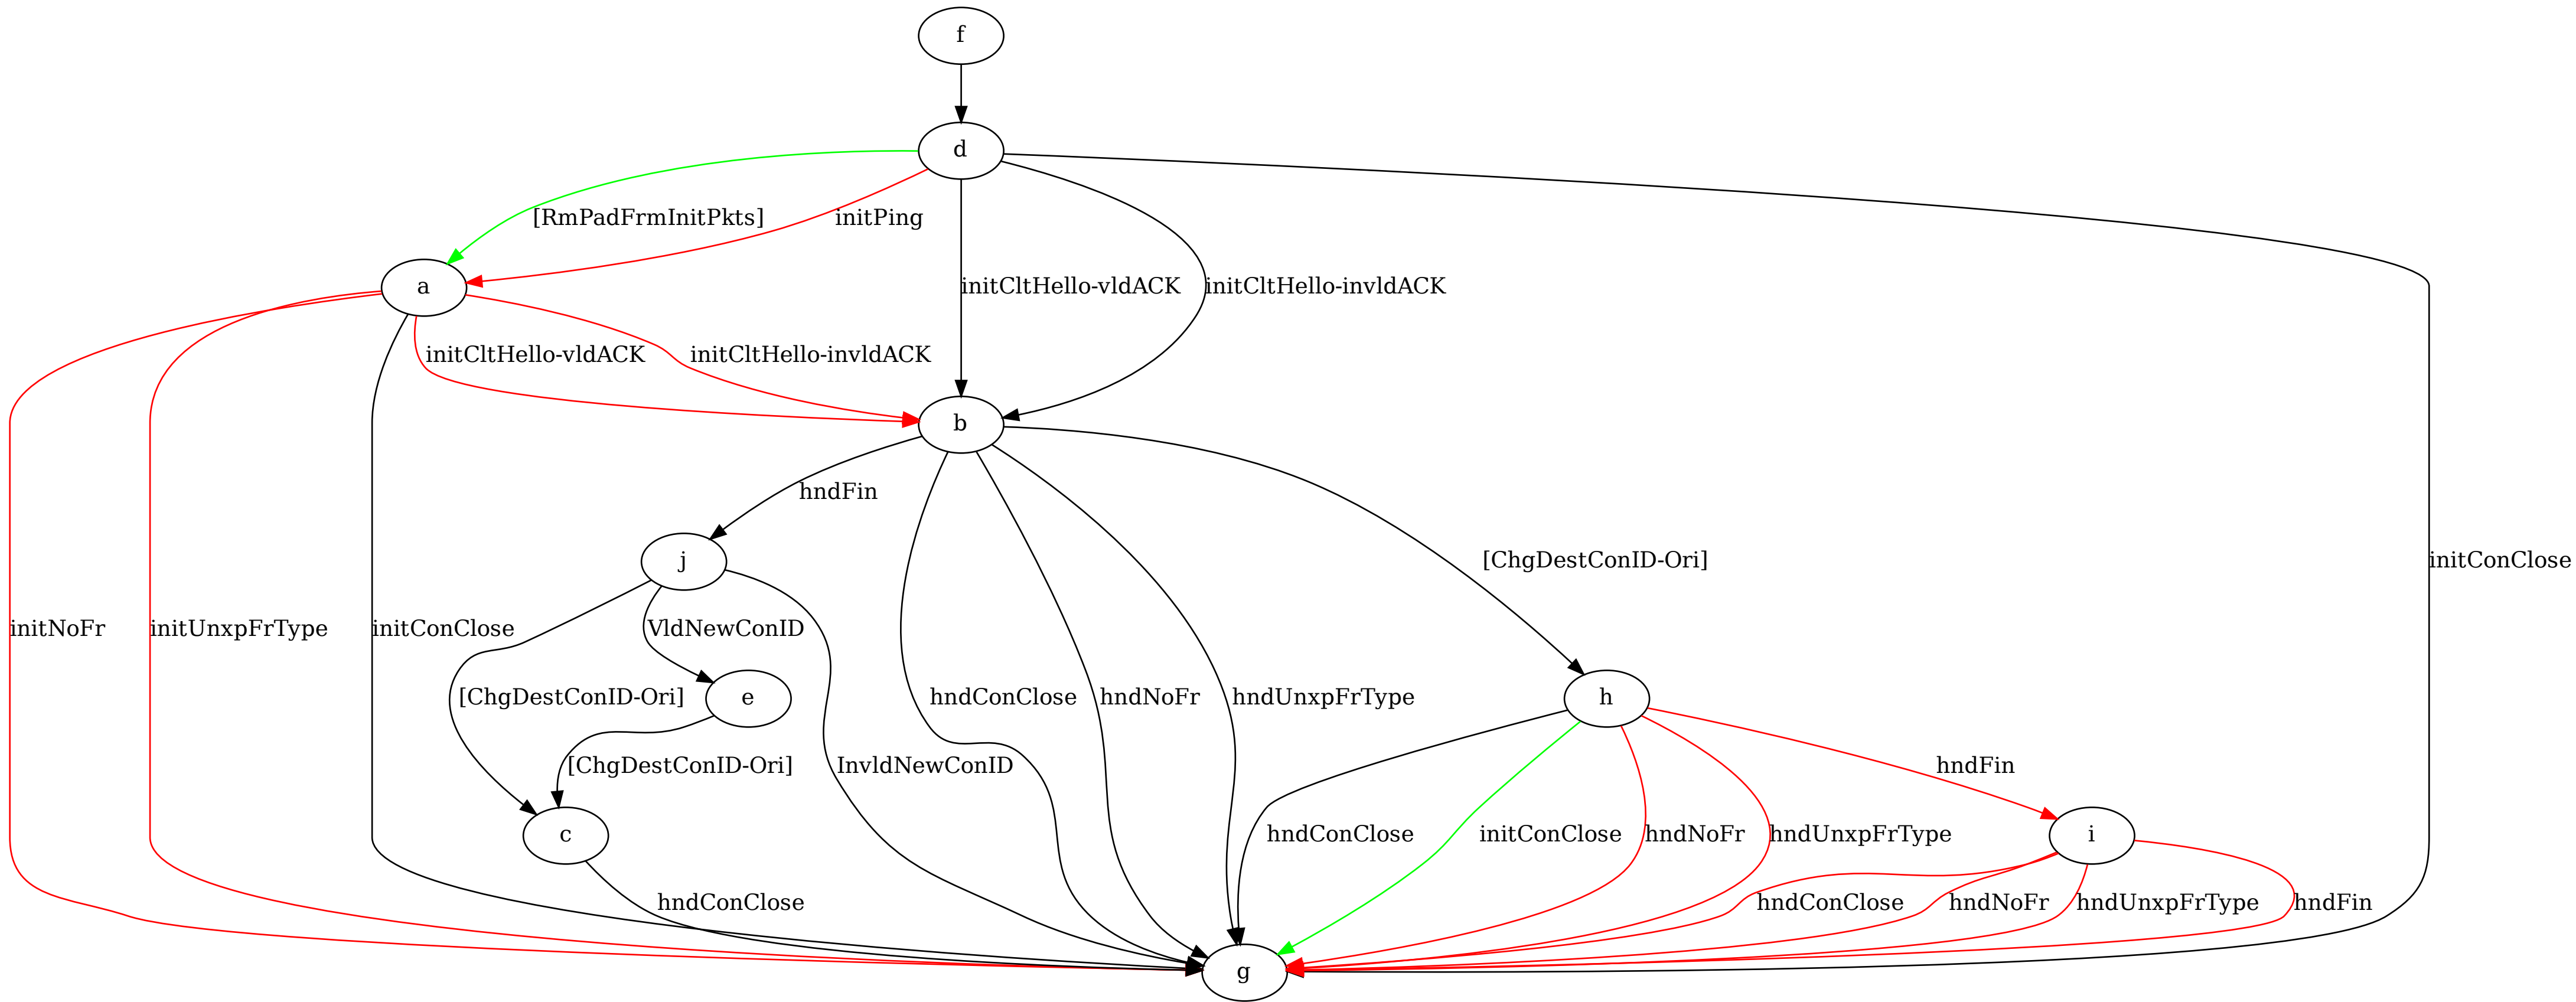 f
d
[RmPadFrmInitPkts]
initPing
a
initCltHello-vldACK
initCltHello-invldACK
initCltHello-vldACK
initCltHello-invldACK
b
hndFin
j
[ChgDestConID-Ori]
initConClose
initNoFr
initUnxpFrType
initConClose
VldNewConID
[ChgDestConID-Ori]
e
hndConClose
hndNoFr
hndUnxpFrType
h
[ChgDestConID-Ori]
InvldNewConID
hndFin
c
hndConClose
initConClose
hndNoFr
hndUnxpFrType
i
hndConClose
hndConClose
hndNoFr
hndUnxpFrType
hndFin
g